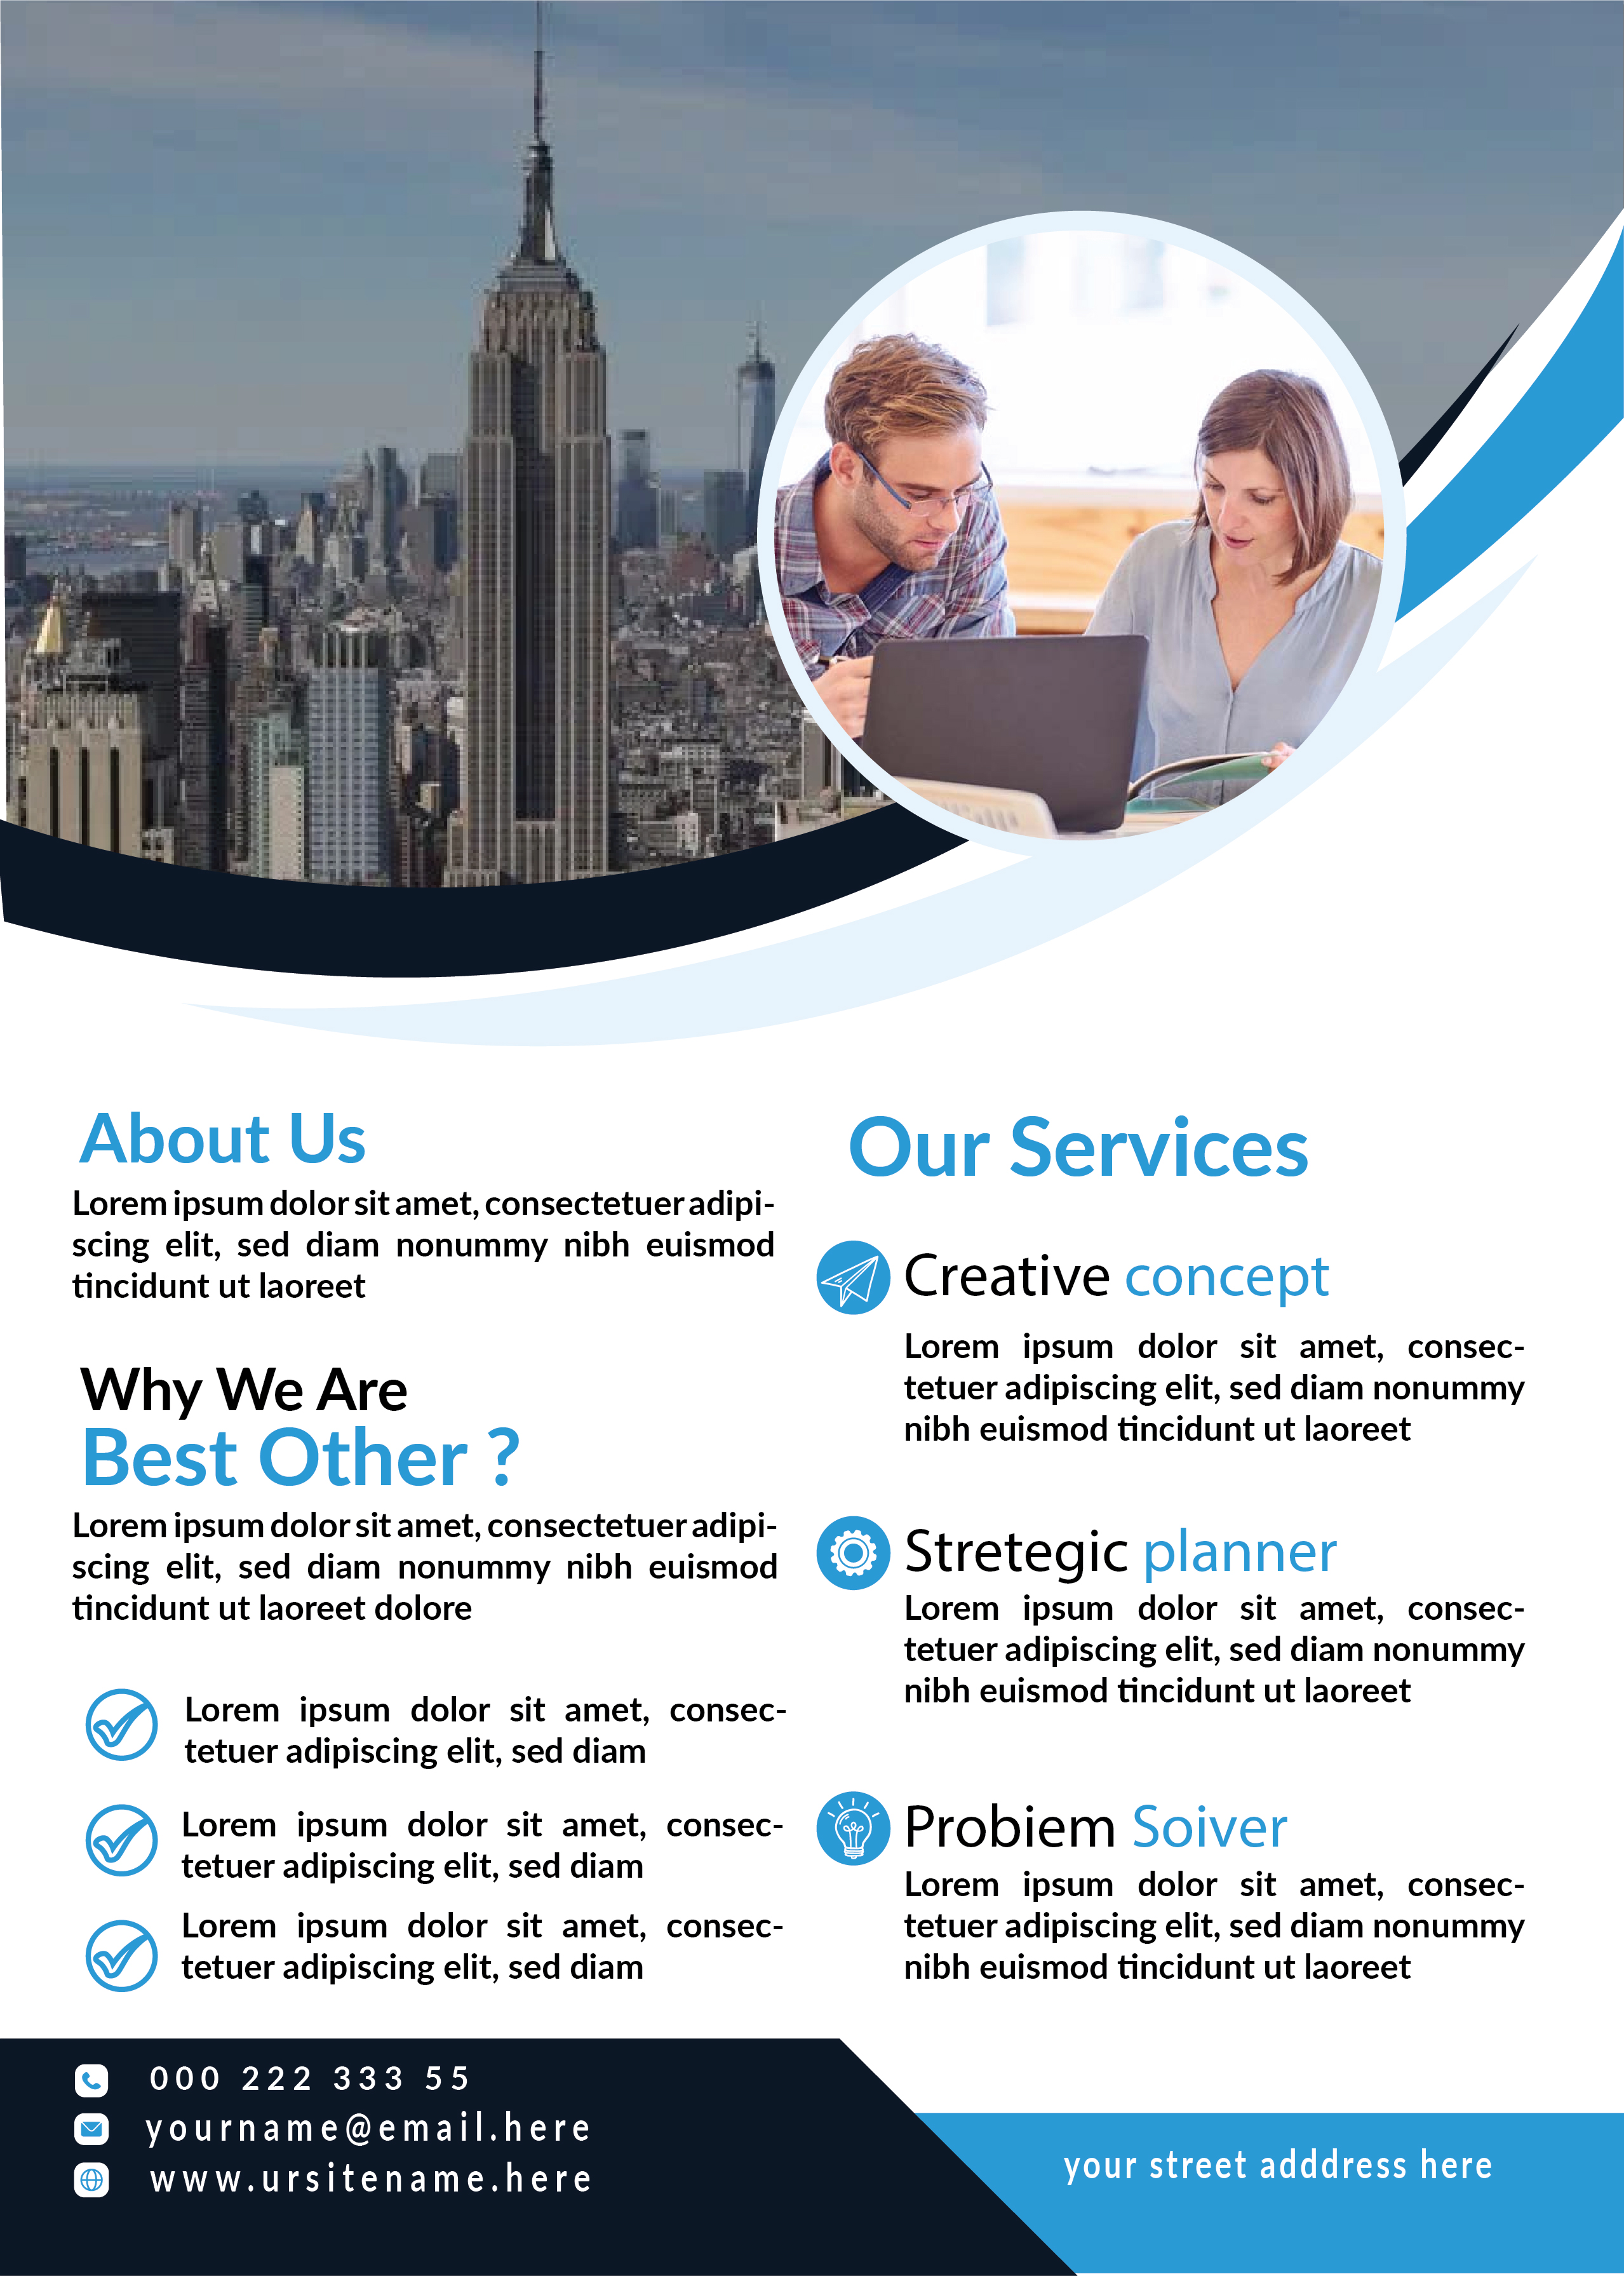 About Us
Lorem ipsum dolor sit amet, consectetuer adipi-
scing elit, sed diam nonummy nibh euismod
tincidunt ut laoreet
Why We Are
Best Other ?
Lorem ipsum dolor sit amet, consectetuer adipi-
scing elit, sed diam nonummy nibh euismod
tincidunt ut laoreet dolore
Lorem ipsum dolor sit amet, consec-
tetuer adipiscing elit, sed diam
Lorem ipsum dolor sit amet, consec-
tetuer adipiscing elit, sed diam
Lorem ipsum dolor sit amet, consec-
tetuer adipiscing elit, sed diam
Our Services
Creative concept
Lorem ipsum dolor sit amet, consec-
tetuer adipiscing elit, sed diam nonummy
nibh euismod tincidunt ut laoreet
Stretegic planner
Lorem ipsum dolor sit amet, consec-
tetuer adipiscing elit, sed diam nonummy
nibh euismod tincidunt ut laoreet
Probiem Soiver
Lorem ipsum dolor sit amet, consec-
tetuer adipiscing elit, sed diam nonummy
nibh euismod tincidunt ut laoreet
000 222 333 55
yourname@email.here
www.ursitename.here
your street adddress here